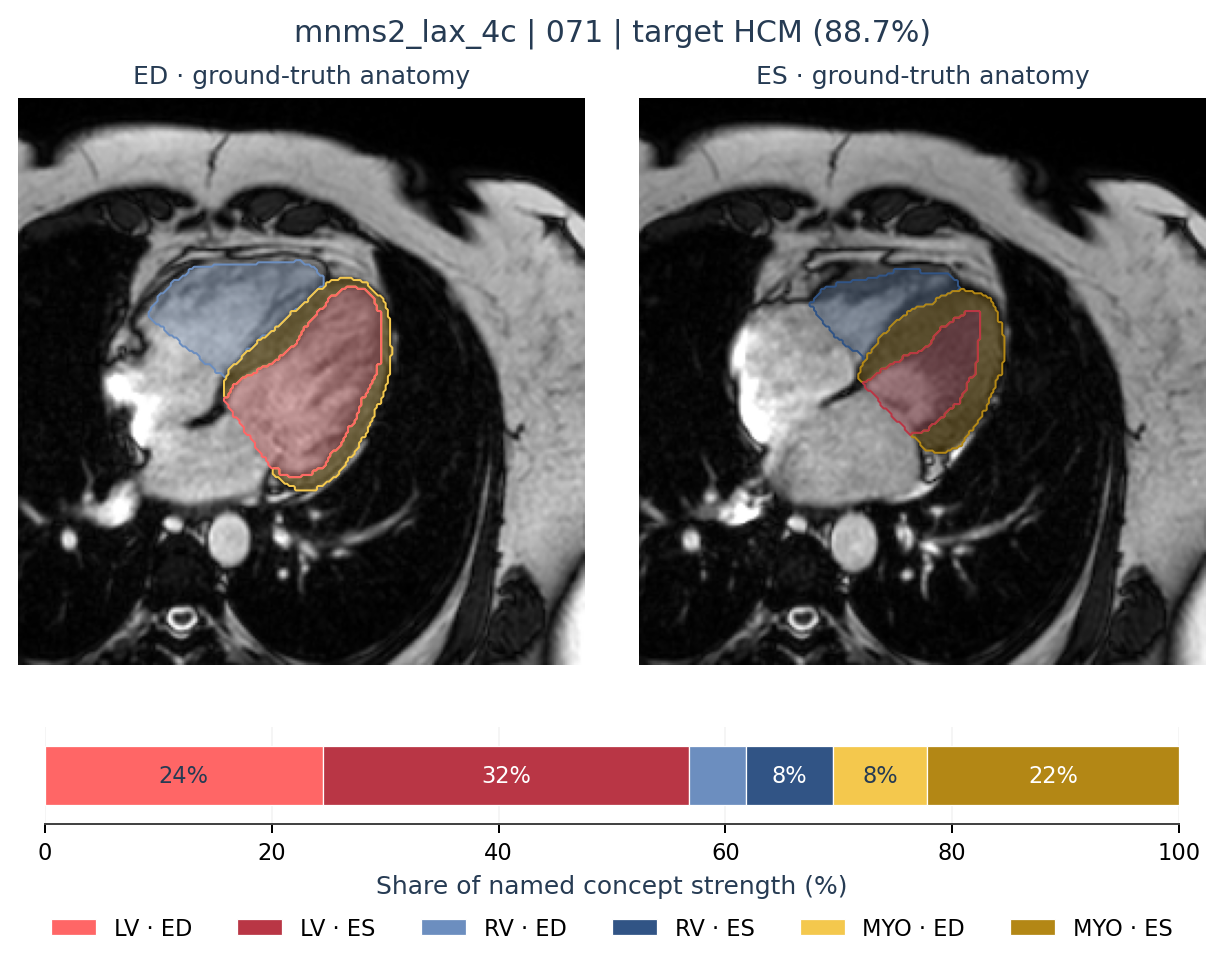 mnms2_lax_4c | 071 | target HCM (88.7%)
ED · ground-truth anatomy
ES · ground-truth anatomy
24%
32%
8%
8%
22%
0
20
40
60
80
100
Share of named concept strength (%)
LV · ED
LV · ES
RV · ED
RV · ES
MYO · ED
MYO · ES